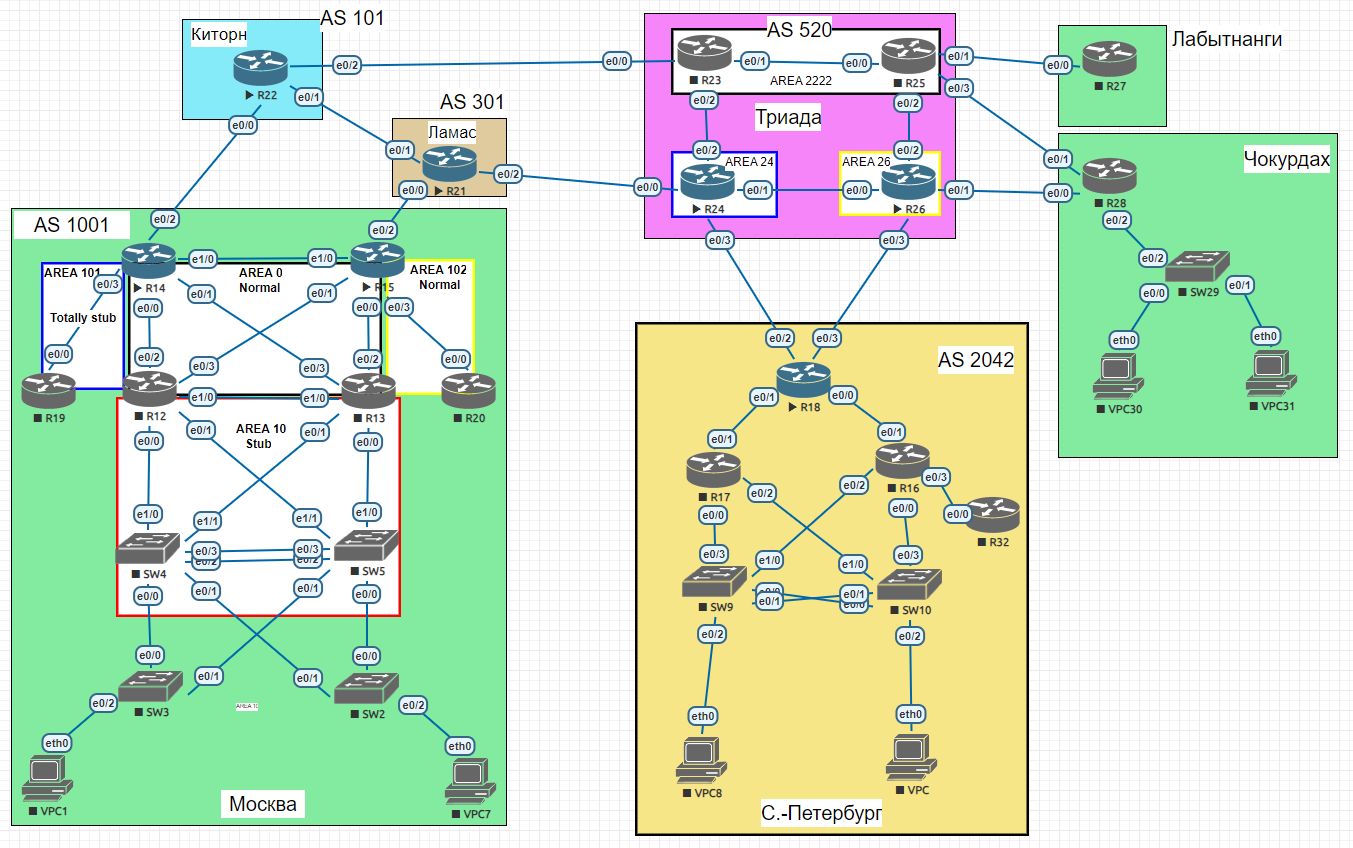 AS 101
Киторн
R22
e0/2
e0/1
e0/0
AS 301
Ламас
e0/1
e0/2
e0/0
R21
AS 520
R23
R25
e0/0
e0/1
e0/0
e0/1
e0/3
AREA 2222
e0/2
e0/2
Триада
e0/2
e0/2
AREA 24
AREA 26
e0/0
e0/1
e0/0
e0/1
R24
R26
e0/3
e0/3
Лабытнанги
e0/0
R27
Чокурдах
e0/1
e0/0
R28
e0/2
e0/2
SW29
e0/0
e0/1
eth0
eth0
VPC30
VPC31
AS 1001
e0/2
e0/2
e1/0
e1/0
AREA 101
AREA 0
Normal
AREA 102
Normal
e0/3
R14
R15
e0/1
e0/1
e0/0
e0/0
e0/3
Totally stub
e0/0
e0/2
e0/3
e0/3
e0/2
e0/0
e1/0
e1/0
R19
R12
R13
R20
e0/1
e0/1
AREA 10
Stub
e0/0
e0/0
e1/0
e1/1
e1/1
e1/0
e0/3
e0/3
e0/2
e0/2
SW4
SW5
e0/0
e0/1
e0/1
e0/0
e0/0
e0/1
e0/1
e0/0
SW3
AREA 10
SW2
e0/2
e0/2
eth0
eth0
VPC1
VPC7
Москва
AS 2042
e0/2
e0/3
R18
e0/1
e0/0
e0/1
e0/1
R17
R16
e0/2
e0/2
e0/3
e0/0
e0/0
e0/0
R32
e0/3
e1/0
e1/0
e0/3
e0/0
e0/1
e0/1
e0/0
SW9
SW10
e0/2
e0/2
eth0
eth0
VPC8
VPC
С.-Петербург